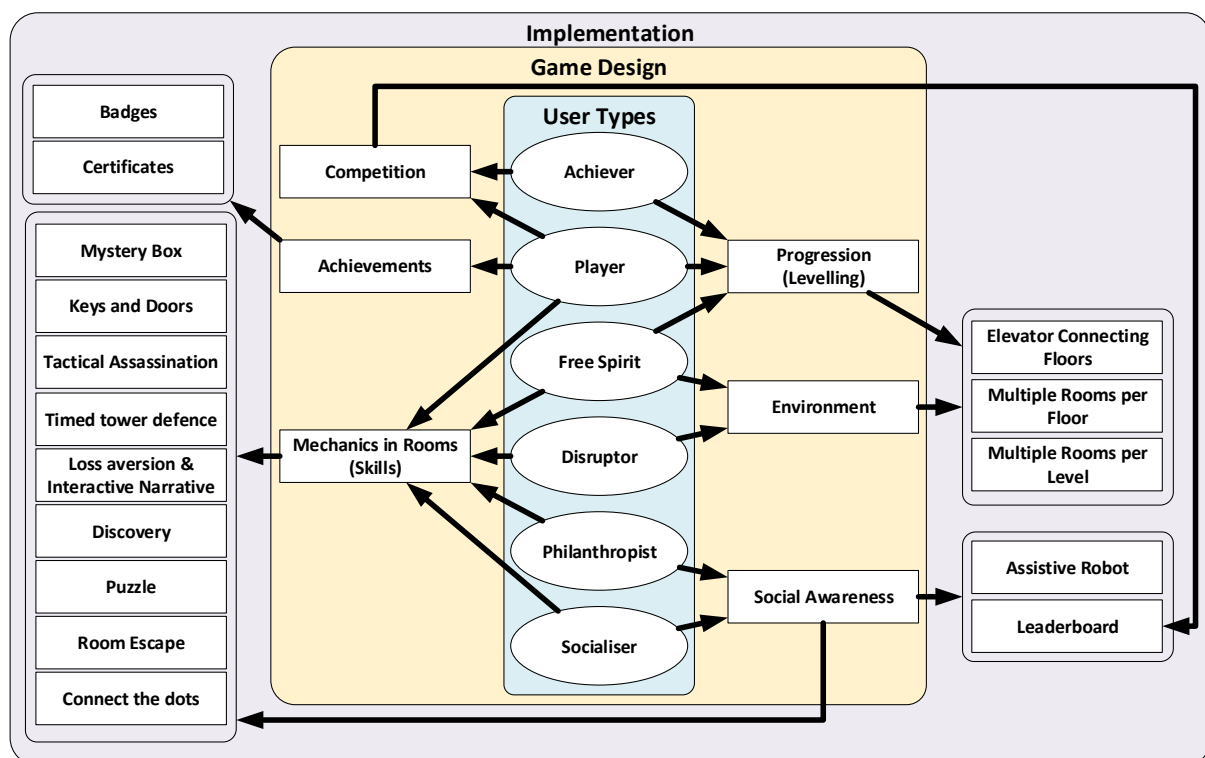 Implementation
Game Design
User Types
Badges
Certificates
Mystery Box
Keys and Doors
Tactical Assassination
Timed tower defence
Loss aversion &
Interactive Narrative
Discovery
Puzzle
Room Escape
Connect the dots
Competition
Achievements
Mechanics in Rooms
(Skills)
Achiever
Player
Free Spirit
Disruptor
Philanthropist
Socialiser
Progression
(Levelling)
Environment
Social Awareness
Elevator Connecting
Floors
Multiple Rooms per
Floor
Multiple Rooms per
Level
Assistive Robot
Leaderboard